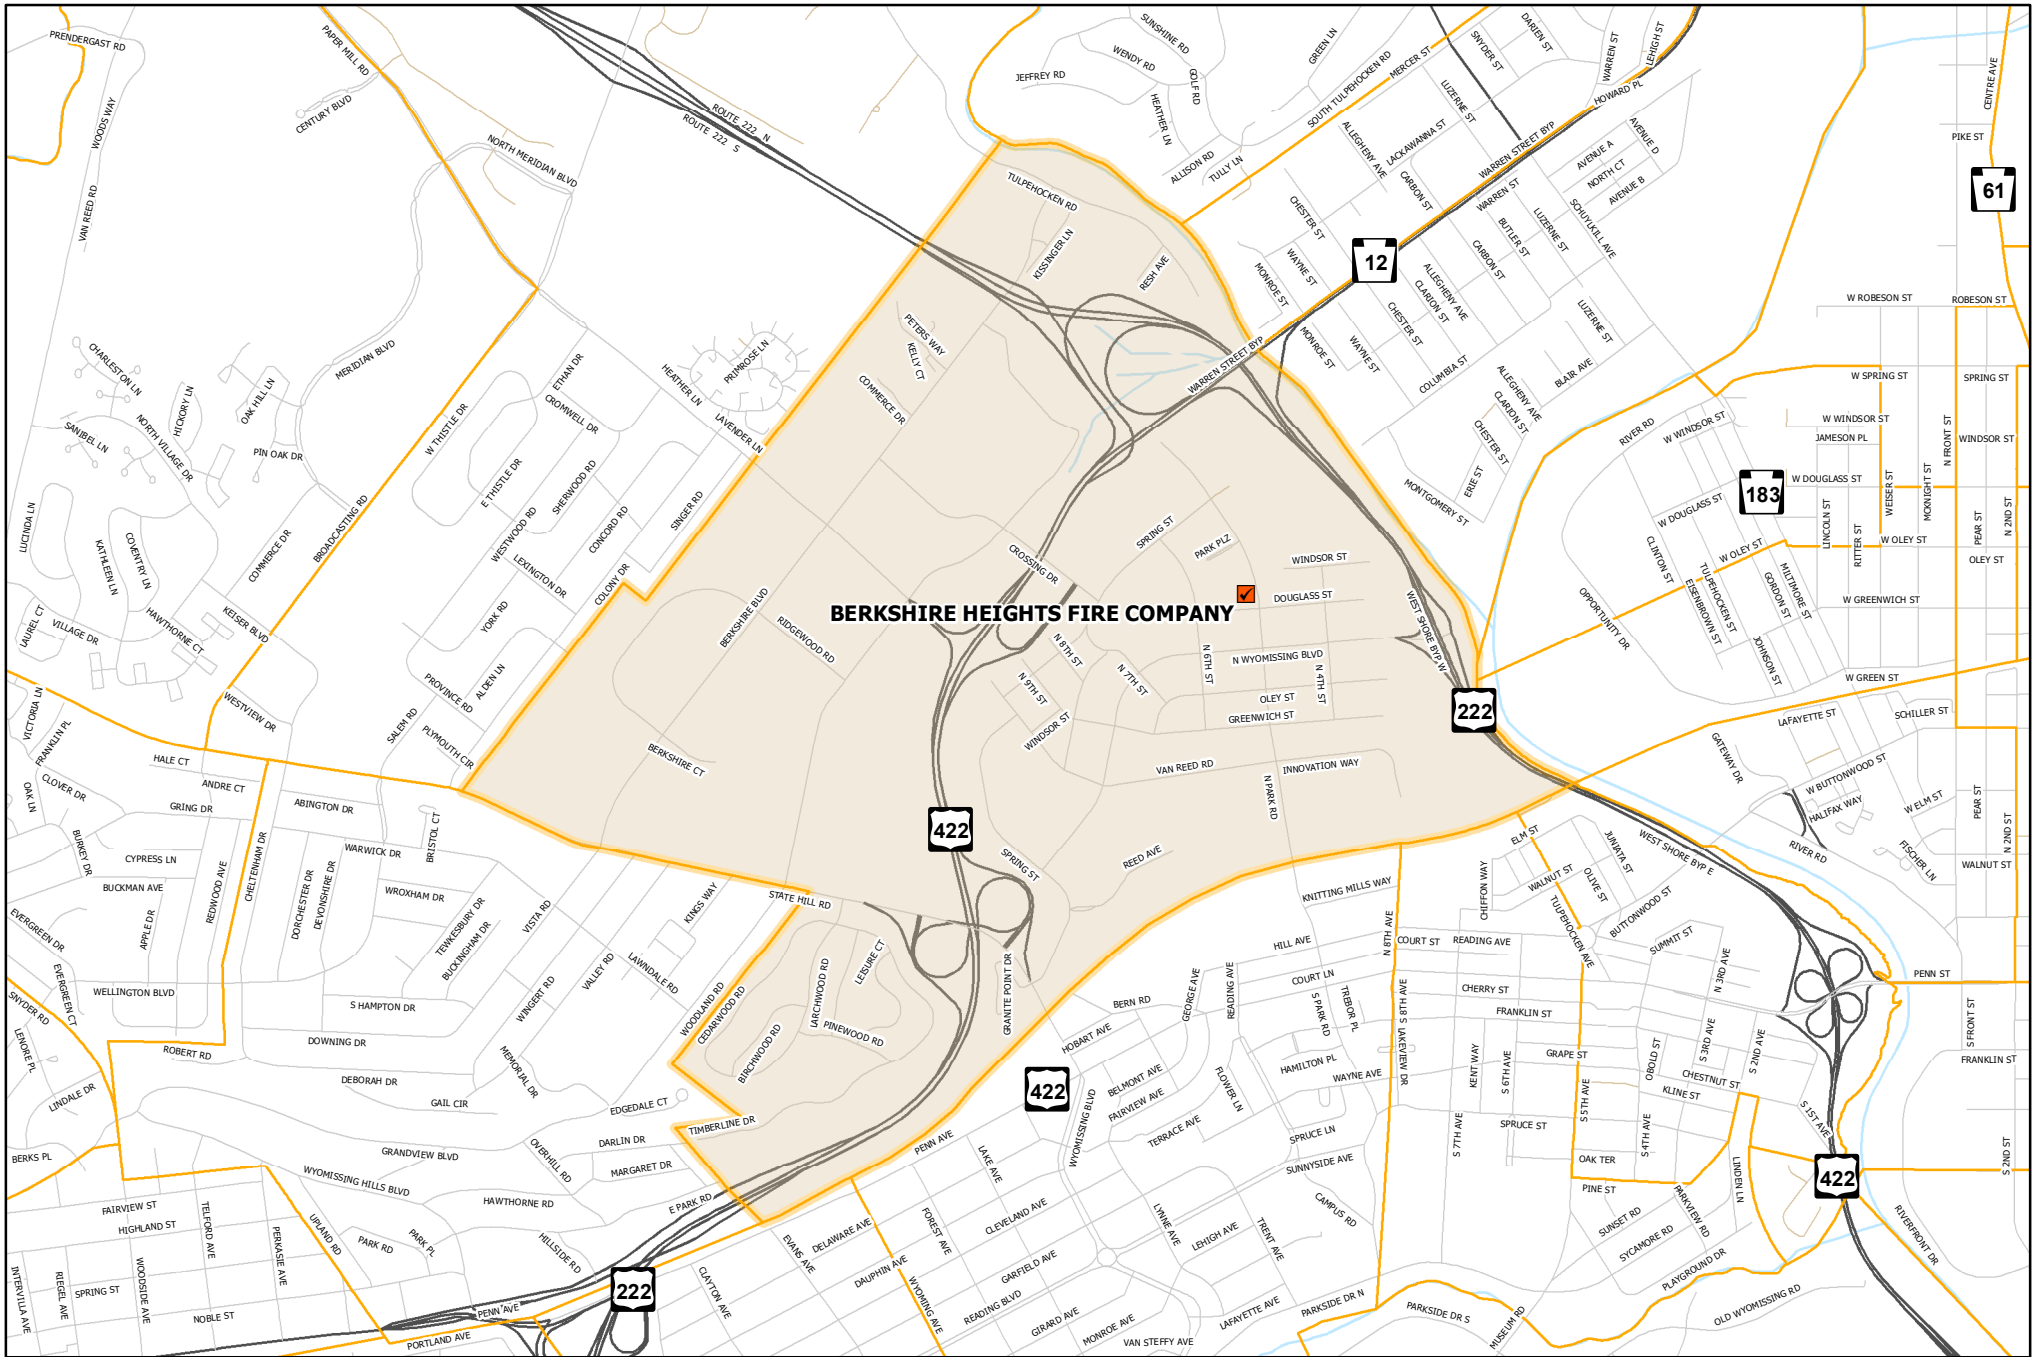 PRENDERGAST RD
PAPER MILL RD
CENTURY BLVD
WOODS WAY
VAN REED RD
NORTH MERIDIAN BLVD
ROUTE 222 N
ROUTE 222 S
SUNSHINE RD
WENDY RD
JEFFREY RD
GOLF RD
HEATHER LN
GREEN LN
SOUTH TULPEHOCKEN RD
MERCER ST
SNYDER ST
DARIEN ST
WARREN ST
LEHIGH ST
HOWARD PL
LUZERNE ST
ALLEGHENY AVE
LACKAWANNA ST
CARBON ST
WARREN STREET BYP
WARREN ST
AVENUE A
NORTH CT
AVENUE B
AVENUE D
CENTRE AVE
PIKE ST
61
ALLISON RD
TULLY LN
TULPEHOCKEN RD
KISSINGER LN
RESH AVE
CHESTER ST
WAYNE ST
MONROE ST
12
BUTLER ST
LUZERNE ST
SCHUYLKILL AVE
CARBON ST
ALLEGHENY AVE
CLARION ST
CHESTER ST
WAYNE ST
MONROE ST
LUZERNE ST
COLUMBIA ST
BLAIR AVE
ALLEGHENY AVE
CLARION ST
CHESTER ST
ERIE ST
MONTGOMERY ST
WARREN STREET BYP
W ROBESON ST
ROBESON ST
W SPRING ST
SPRING ST
W WINDSOR ST
JAMESON PL
WINDSOR ST
N FRONT ST
W DOUGLASS ST
183
RIVER RD
W WINDSOR ST
W DOUGLASS ST
WEISER ST
MCKNIGHT ST
LINCOLN ST
RITTER ST
PEAR ST
N 2ND ST
W OLEY ST
W OLEY ST
OLEY ST
CLINTON ST
TULPEHOCKEN ST
EISENBROWN ST
MILTIMORE ST
GORDON ST
JOHNSON ST
W GREENWICH ST
OPPORTUNITY DR
W GREEN ST
CHARLESTON LN
HICKORY LN
OAK HILL LN
SANIBEL LN
NORTH VILLAGE DR
PIN OAK DR
MERIDIAN BLVD
W THISTLE DR
ETHAN DR
CROMWELL DR
HEATHER LN
PRIMROSE LN
LAVENDER LN
PETERS WAY
KELLY CT
COMMERCE DR
E THISTLE DR
SHERWOOD RD
WESTWOOD RD
CONCORD RD
SINGER RD
LEXINGTON DR
COLONY DR
YORK RD
ALDEN LN
PROVINCE RD
SALEM RD
PLYMOUTH CIR
LUCINDA LN
KATHLEEN LN
COVENTRY LN
COMMERCE DR
BROADCASTING RD
LAUREL CT
VILLAGE DR
HAWTHORNE CT
KEISER BLVD
WESTVIEW DR
CROSSING DR
SPRING ST
PARK PLZ
WINDSOR ST
DOUGLASS ST
BERKSHIRE HEIGHTS FIRE COMPANY
BERKSHIRE BLVD
RIDGEWOOD RD
BERKSHIRE CT
N 8TH ST
N 9TH ST
N 7TH ST
N 6TH ST
N WYOMISSING BLVD
N 4TH ST
OLEY ST
GREENWICH ST
WINDSOR ST
WEST SHORE BYP W
222
VAN REED RD
INNOVATION WAY
N PARK RD
422
SPRING ST
REED AVE
VICTORIA LN
FRANKLIN PL
OAK LN
CLOVER DR
HALE CT
ANDRE CT
GRING DR
ABINGTON DR
BRISTOL CT
BURKEY DR
CYPRESS LN
BUCKMAN AVE
APPLE DR
REDWOOD AVE
CHELTENHAM DR
WARWICK DR
WROXHAM DR
DORCHESTER DR
DEVONSHIRE DR
TEWKESBURY DR
BUCKINGHAM DR
VISTA RD
KINGS WAY
LAWNDALE RD
VALLEY RD
WINGERT RD
STATE HILL RD
LEISURE CT
LARCHWOOD RD
PINEWOOD RD
BIRCHWOOD RD
WOODLAND RD
CEDARWOOD RD
GRANITE POINT DR
EVERGREEN DR
EVERGREEN CT
SNYDER RD
LENORE PL
LINDALE DR
WELLINGTON BLVD
S HAMPTON DR
ROBERT RD
DOWNING DR
DEBORAH DR
GAIL CIR
MEMORIAL DR
EDGEDALE CT
TIMBERLINE DR
DARLIN DR
MARGARET DR
OVERHILL RD
GRANDVIEW BLVD
WYOMISSING HILLS BLVD
HAWTHORNE RD
E PARK RD
HILLSIDE RD
BERKS PL
FAIRVIEW ST
HIGHLAND ST
TELFORD AVE
PERKASIE AVE
UPLAND RD
PARK RD
PARK PL
INTERVILLA AVE
RIEGEL AVE
SPRING ST
WOODSIDE AVE
NOBLE ST
PENN AVE
PORTLAND AVE
222
CLAYTON AVE
EVANS AVE
DELAWARE AVE
DAUPHIN AVE
WYOMING AVE
FOREST AVE
LAKE AVE
PENN AVE
CLEVELAND AVE
GARFIELD AVE
READING BLVD
GIRARD AVE
MONROE AVE
VAN STEFFY AVE
LAFAYETTE AVE
PARKSIDE DR N
PARKSIDE DR S
MUSEUM RD
LYNNE AVE
LEHIGH AVE
TRENT AVE
CAMPUS RD
SUNNYSIDE AVE
SPRUCE LN
TERRACE AVE
FAIRVIEW AVE
BELMONT AVE
WYOMISSING BLVD
422
HOBART AVE
BERN RD
GEORGE AVE
READING AVE
FLOWER LN
HAMILTON PL
WAYNE AVE
S PARK RD
TREBOR PL
COURT LN
HILL AVE
KNITTING MILLS WAY
N 8TH AVE
S 8TH AVE
LAKEVIEW DR
COURT ST
READING AVE
CHERRY ST
FRANKLIN ST
GRAPE ST
KENT WAY
S 6TH AVE
S 7TH AVE
SPRUCE ST
S 5TH AVE
S 4TH AVE
OAK TER
PINE ST
OBOLD ST
S 3RD AVE
N 3RD AVE
S 2ND AVE
CHESTNUT ST
KLINE ST
S 1ST AVE
LINDEN LN
PARKVIEW RD
SUNSET RD
SYCAMORE RD
PLAYGROUND DR
OLD WYOMISSING RD
CHIFFON WAY
ELM ST
WALNUT ST
OLIVE ST
JUNIATA ST
TULPEHOCKEN AVE
BUTTONWOOD ST
SUMMIT ST
WEST SHORE BYP E
LAFAYETTE ST
SCHILLER ST
GATEWAY DR
W BUTTONWOOD ST
HALIFAX WAY
W ELM ST
RIVER RD
FISCHER LN
PEAR ST
N 2ND ST
WALNUT ST
PENN ST
S FRONT ST
FRANKLIN ST
S 2ND ST
422
RIVERFRONT DR